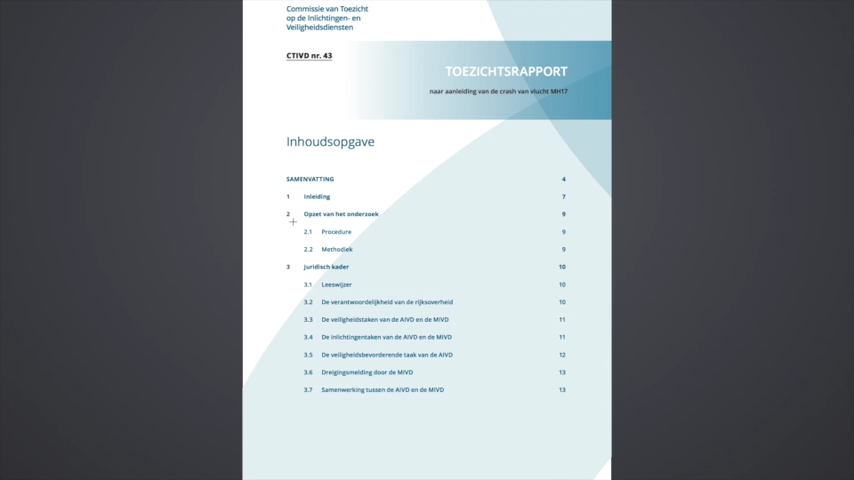 Commissie van Toezicht
op de Inlichtingen- en
Veiligheidsdiensten
CTIVD nr. 43
TOEZICHTSRAPPORT
naar aanleiding van de crash van vlucht MH17
Inhoudsopgave
SAMENVATTING 4
1 Inleiding 7
2 Opzet van het onderzoek 9
2.1 Procedure 9
2.2 Methodiek 9
3 Juridisch kader 10
3.1 Leeswijzer 10
3.2 De verantwoordelijkheid van de rijksoverheid 10
3.3 De veiligheidstaken van de AIVD en de MIVD 11
3.4 De inlichtingentaken van de AIVD en de MIVD 11
3.5 De veiligheidsbevorderende taak van de AIVD 12
3.6 Dreigingsmelding door de MIVD 13
3.7 Samenwerking tussen de AIVD en de MIVD 13